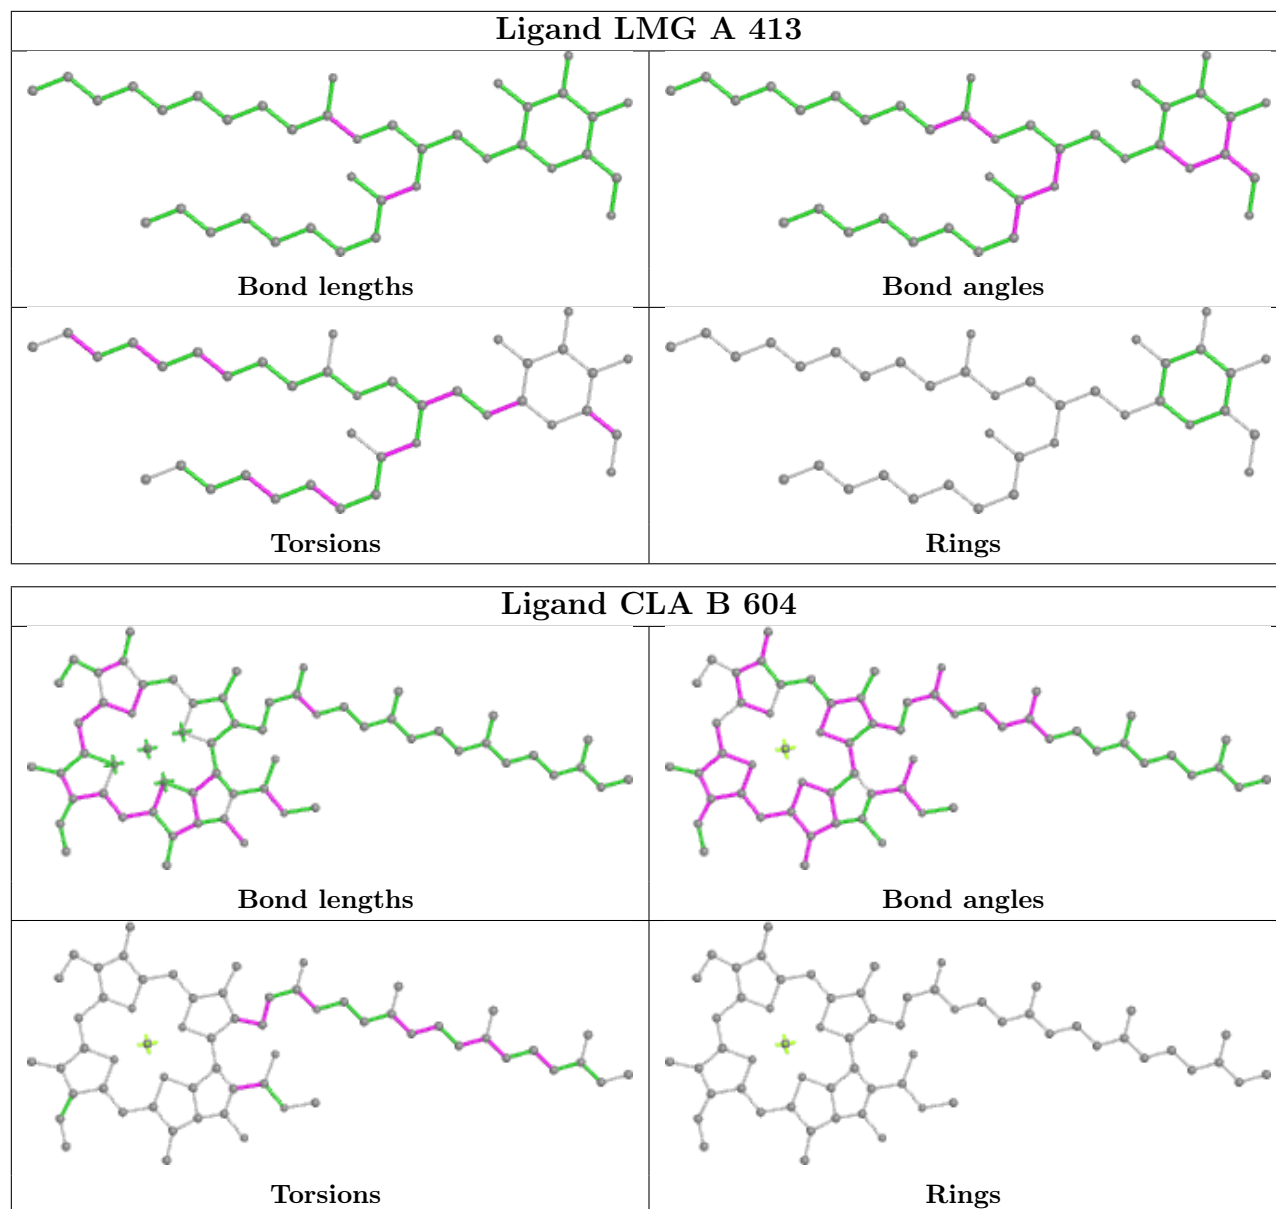 Ligand LMG A 413
Bond lengths
Bond angles
Torsions
Rings
Ligand CLA B 604
Bond lengths
Bond angles
Torsions
Rings